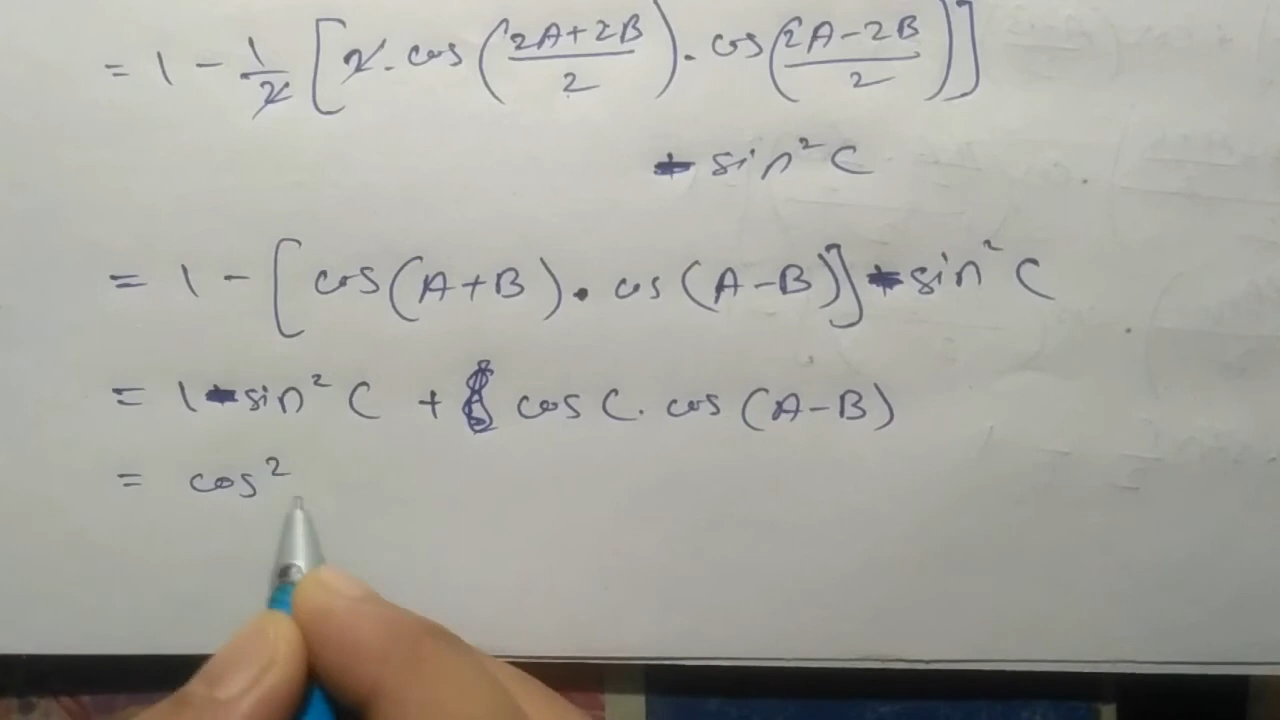 = 1 - 1/2 [2. cos (2A+2B/2). cos (2A-2B/2)]
- sin² C
= 1 - [cos (A+B). cos (A-B)] - sin² C
= 1 - sin² C + cos C. cos (A-B)
= cos²